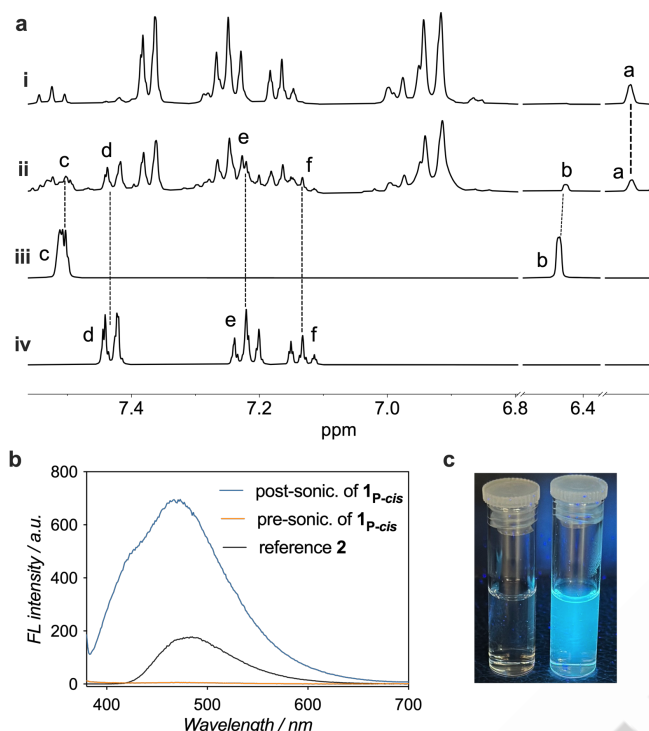 a
i
a
ii
c
d
e
f
b
a
iii
c
b
iv
d
e
f
7.4
7.2
7.0
6.8
6.4
ppm
b
800
600
400
200
0
400
500
600
700
FL intensity / a.u.
Wavelength / nm
post-sonic. of 1P-cis
pre-sonic. of 1P-cis
reference 2
c